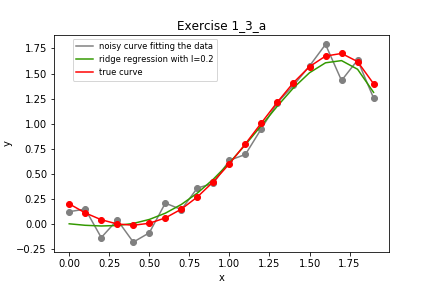 Exercise 1_3_a
noisy curve fitting the data
ridge regression with l=0.2
true curve
1.75
1.50
1.25
1.00
0.75
0.50
0.25
0.00
−0.25
y
0.00 0.25 0.50 0.75 1.00 1.25 1.50 1.75
x